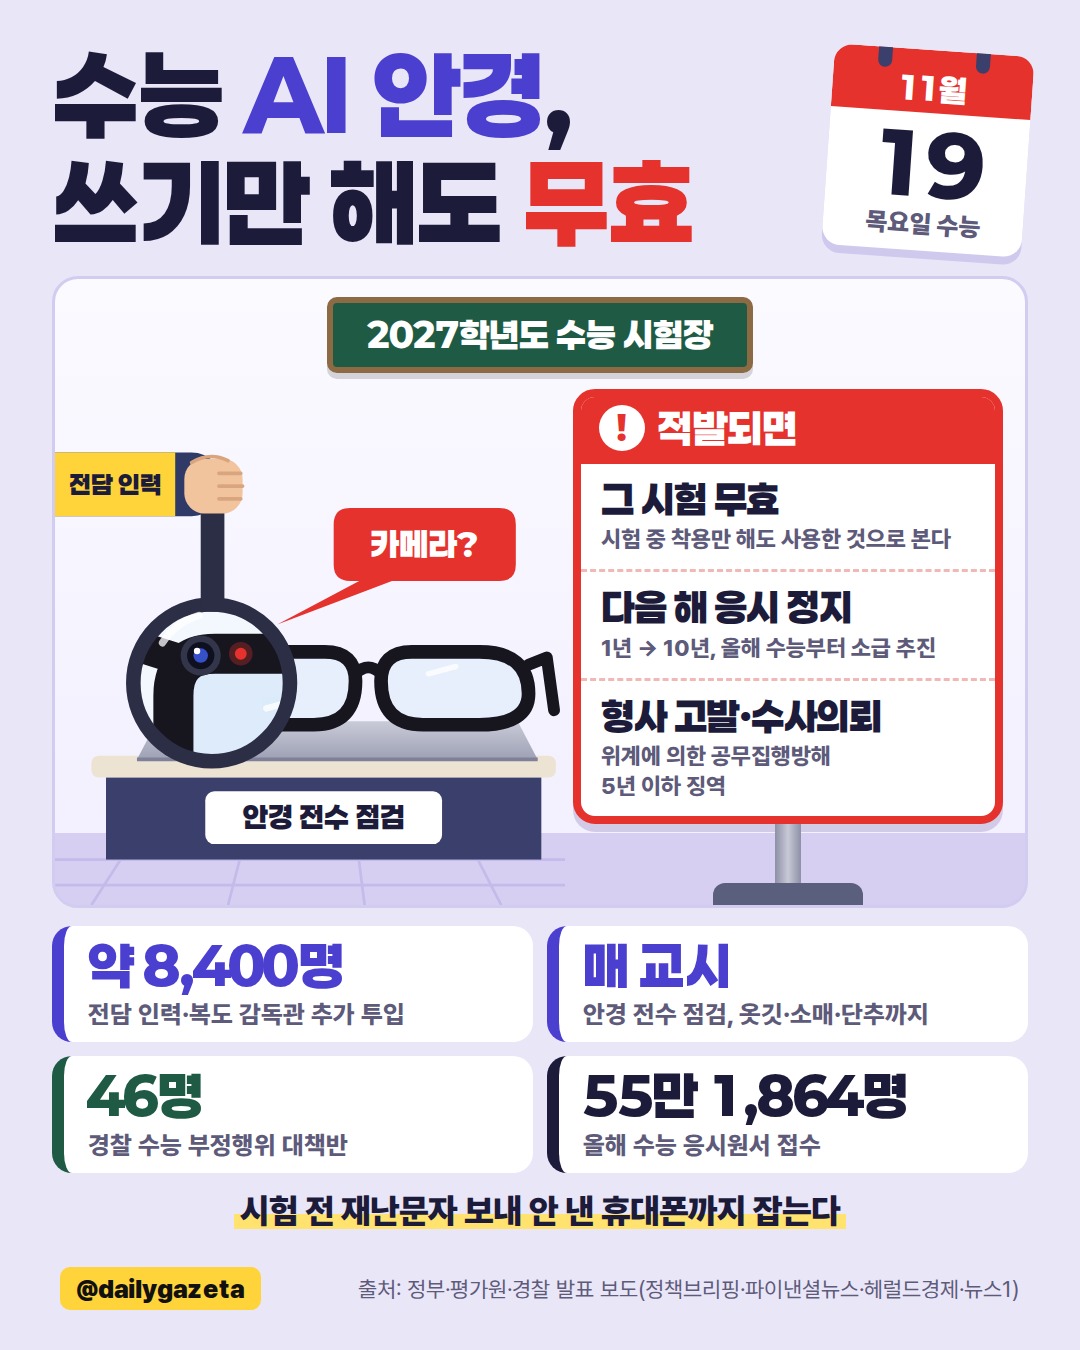 수능 AI 안경,
쓰기만 해도 무효
11월
19
목요일 수능
2027학년도 수능 시험장
전담 인력
카메라?
안경 전수 점검
! 적발되면
그 시험 무효
시험 중 착용만 해도 사용한 것으로 본다
다음 해 응시 정지
1년 → 10년, 올해 수능부터 소급 추진
형사 고발·수사의뢰
위계에 의한 공무집행방해
5년 이하 징역
약 8,400명
전담 인력·복도 감독관 추가 투입
매 교시
안경 전수 점검, 옷깃·소매·단추까지
46명
경찰 수능 부정행위 대책반
55만 1,864명
올해 수능 응시원서 접수
시험 전 재난문자 보내 안 낸 휴대폰까지 잡는다
@dailygazeta
출처: 정부·평가원·경찰 발표 보도(정책브리핑·파이낸셜뉴스·헤럴드경제·뉴스1)